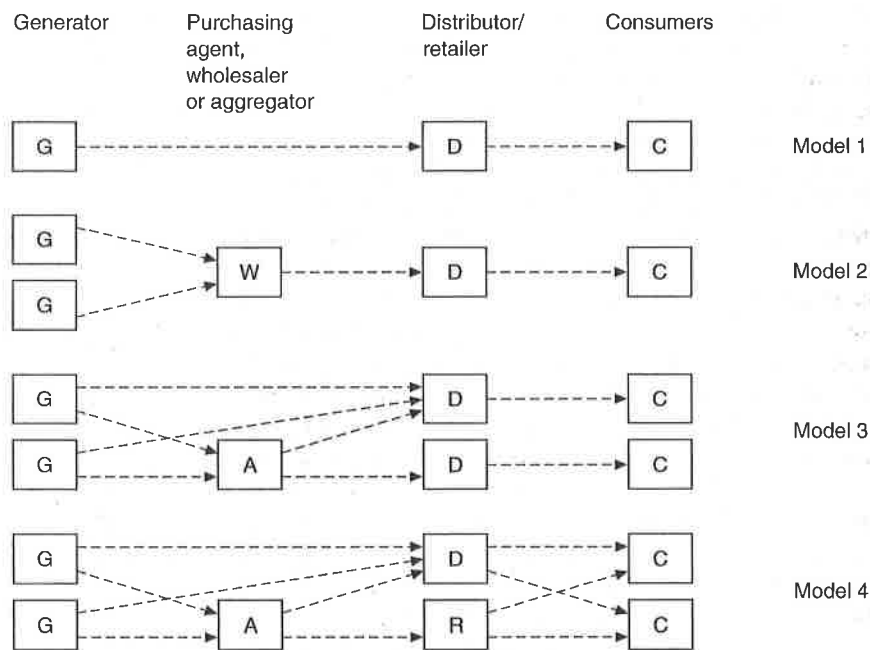 Generator
Purchasing
agent,
wholesaler
or aggregator
Distributor/
retailer
Consumers
G D C Model 1
G
W D C Model 2
G
G D C
Model 3
G A D C
G D C
Model 4
G A R C